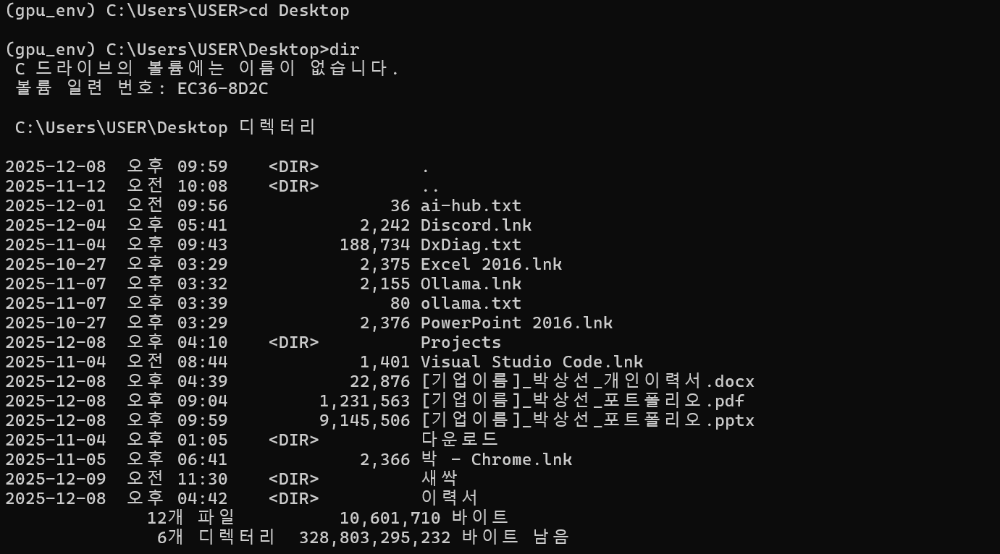 (gpu_env) C:\Users\USER>cd Desktop
(gpu_env) C:\Users\USER\Desktop>dir
C 드라이브의 볼륨에는 이름이 없습니다.
볼륨 일련 번호: EC36-8D2C
C:\Users\USER\Desktop 디렉터리
2025-12-08 오후 09:59 <DIR> .
2025-11-12 오전 10:08 <DIR> ..
2025-12-01 오전 09:56 36 ai-hub.txt
2025-12-04 오후 05:41 2,242 Discord.lnk
2025-11-04 오후 09:43 188,734 DxDiag.txt
2025-10-27 오후 03:29 2,375 Excel 2016.lnk
2025-11-07 오후 03:32 2,155 Ollama.lnk
2025-11-07 오후 03:39 80 ollama.txt
2025-10-27 오후 03:29 2,376 PowerPoint 2016.lnk
2025-12-08 오후 04:10 <DIR> Projects
2025-11-04 오전 08:44 1,401 Visual Studio Code.lnk
2025-12-08 오후 04:39 22,876 [기업이름]_박상선_개인이력서.docx
2025-12-08 오후 09:04 1,231,563 [기업이름]_박상선_포트폴리오.pdf
2025-12-08 오후 09:59 9,145,506 [기업이름]_박상선_포트폴리오.pptx
2025-11-04 오후 01:05 <DIR> 다운로드
2025-11-05 오후 06:41 2,366 박 - Chrome.lnk
2025-12-09 오전 11:30 <DIR> 새싹
2025-12-08 오후 04:42 <DIR> 이력서
12개 파일 10,601,710 바이트
6개 디렉터리 328,803,295,232 바이트 남음